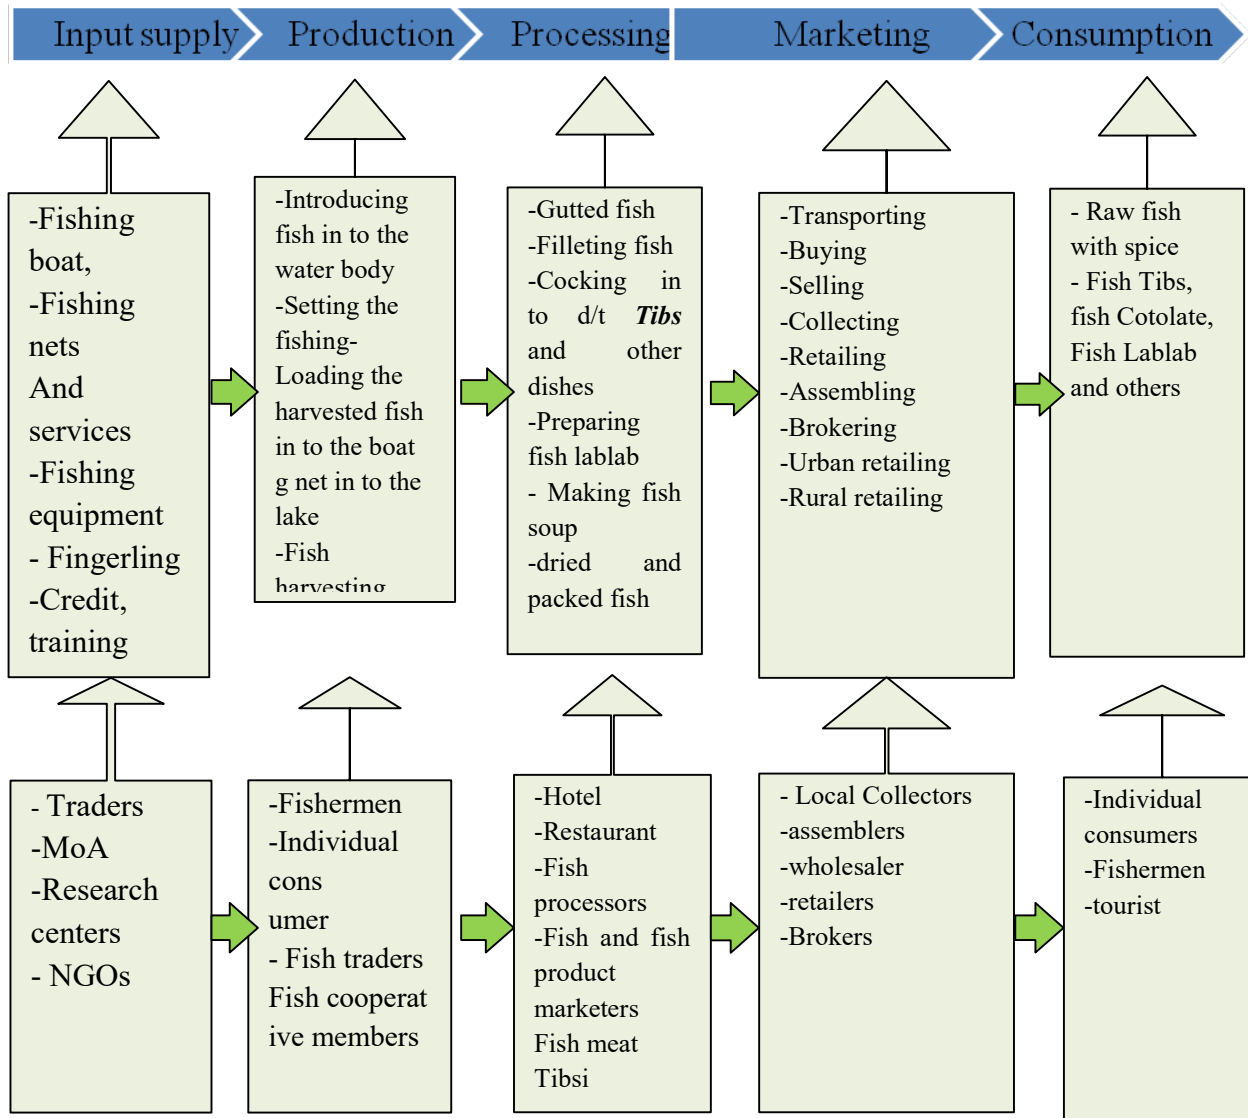 Input supply
Production
Processing
Marketing
Consumption
-Fishing
boat,
-Fishing
nets
And
services
-Fishing
equipment
- Fingerling
-Credit,
training
-Introducing
fish in to the
water body
-Setting the
fishing-
Loading the
harvested fish
in to the boat
g net in to the
lake
-Fish
harvesting
-Gutted fish
-Filleting fish
-Cocking in
to d/t Tibs
and other
dishes
-Preparing
fish lablab
- Making fish
soup
-dried and
packed fish
-Transporting
-Buying
-Selling
-Collecting
-Retailing
-Assembling
-Brokering
-Urban retailing
-Rural retailing
- Raw fish
with spice
- Fish Tibs,
fish Cotolate,
Fish Lablab
and others
- Traders
-MoA
-Research
centers
- NGOs
-Fishermen
-Individual
cons
umer
- Fish traders
Fish cooperat
ive members
-Hotel
-Restaurant
-Fish
processors
-Fish and fish
product
marketers
Fish meat
Tibsi
- Local Collectors
-assemblers
-wholesaler
-retailers
-Brokers
-Individual
consumers
-Fishermen
-tourist